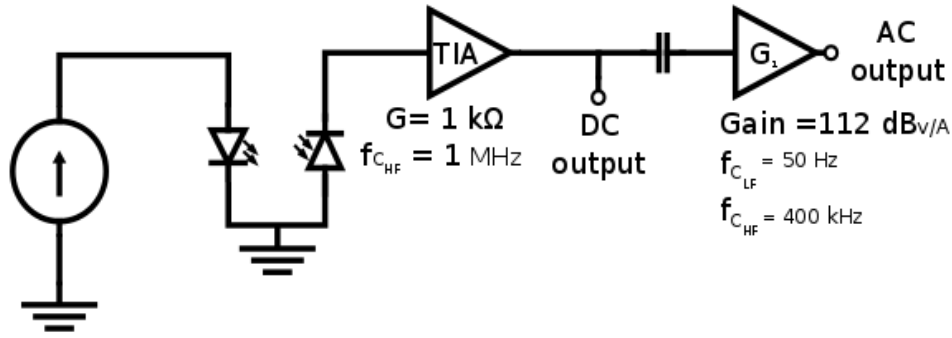 TIA
G= 1 kΩ
fC_HF = 1 MHz
DC
output
G₁
AC
output
Gain =112 dBV/A
fC_LF = 50 Hz
fC_HF = 400 kHz